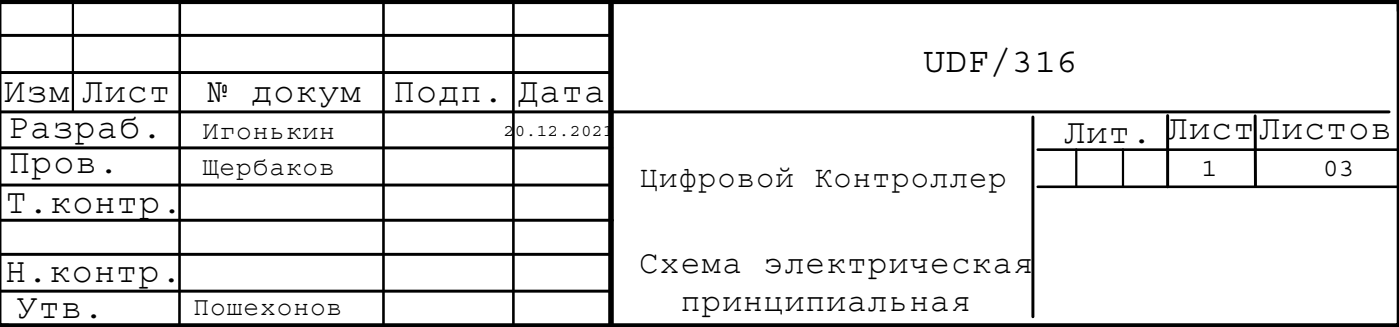 UDF/316
Изм Лист № докум Подп. Дата
Разраб. Игонькин 20.12.2021
Пров. Щербаков
Т.контр.
Н.контр.
Утв. Пошехонов
Цифровой Контроллер
Схема электрическая
принципиальная
Лит. Лист Листов
1 03